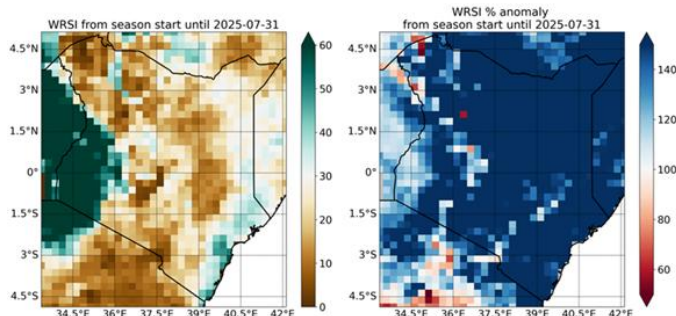 WRSI from season start until 2025-07-31
4.5°N
3°N
1.5°N
0°
1.5°S
3°S
4.5°S
34.5°E
36°E
37.5°E
39°E
40.5°E
42°E
60
50
40
30
20
10
0
WRSI % anomaly
from season start until 2025-07-31
4.5°N
3°N
1.5°N
0°
1.5°S
3°S
4.5°S
34.5°E
36°E
37.5°E
39°E
40.5°E
42°E
140
120
100
80
60